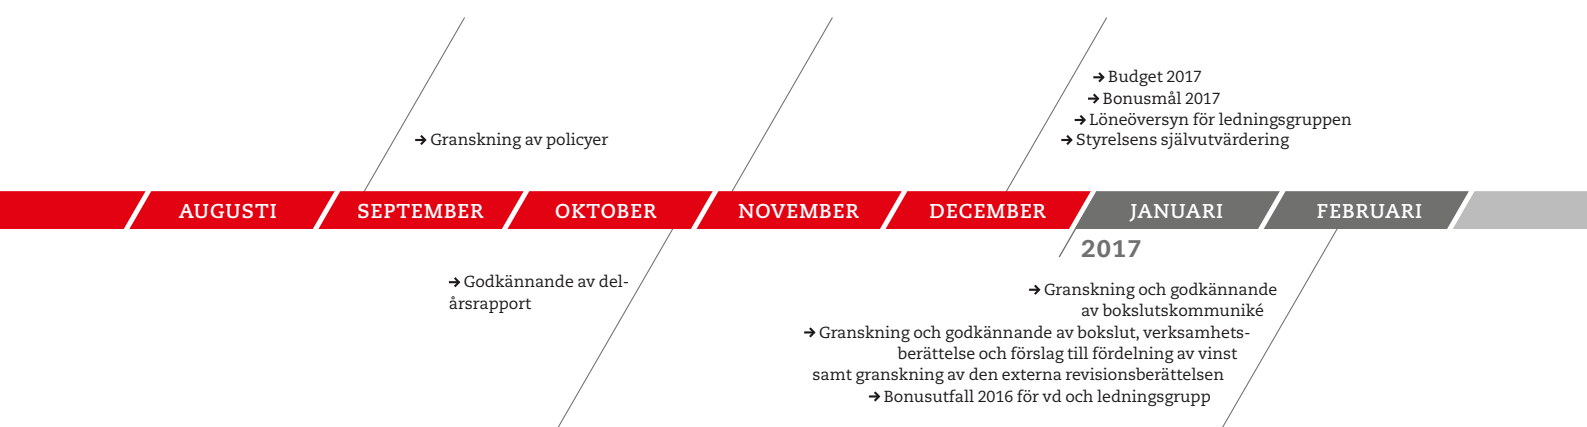 → Budget 2017
→ Bonusmål 2017
→ Löneöversyn för ledningsgruppen
→ Styrelsens självutvärdering
→ Granskning av policyer
AUGUSTI SEPTEMBER OKTOBER NOVEMBER DECEMBER JANUARI FEBRUARI
2017
→ Godkännande av del-
årsrapport
→ Granskning och godkännande
av bokslutskommuniké
→ Granskning och godkännande av bokslut, verksamhets-
berättelse och förslag till fördelning av vinst
samt granskning av den externa revisionsberättelsen
→ Bonusutfall 2016 för vd och ledningsgrupp